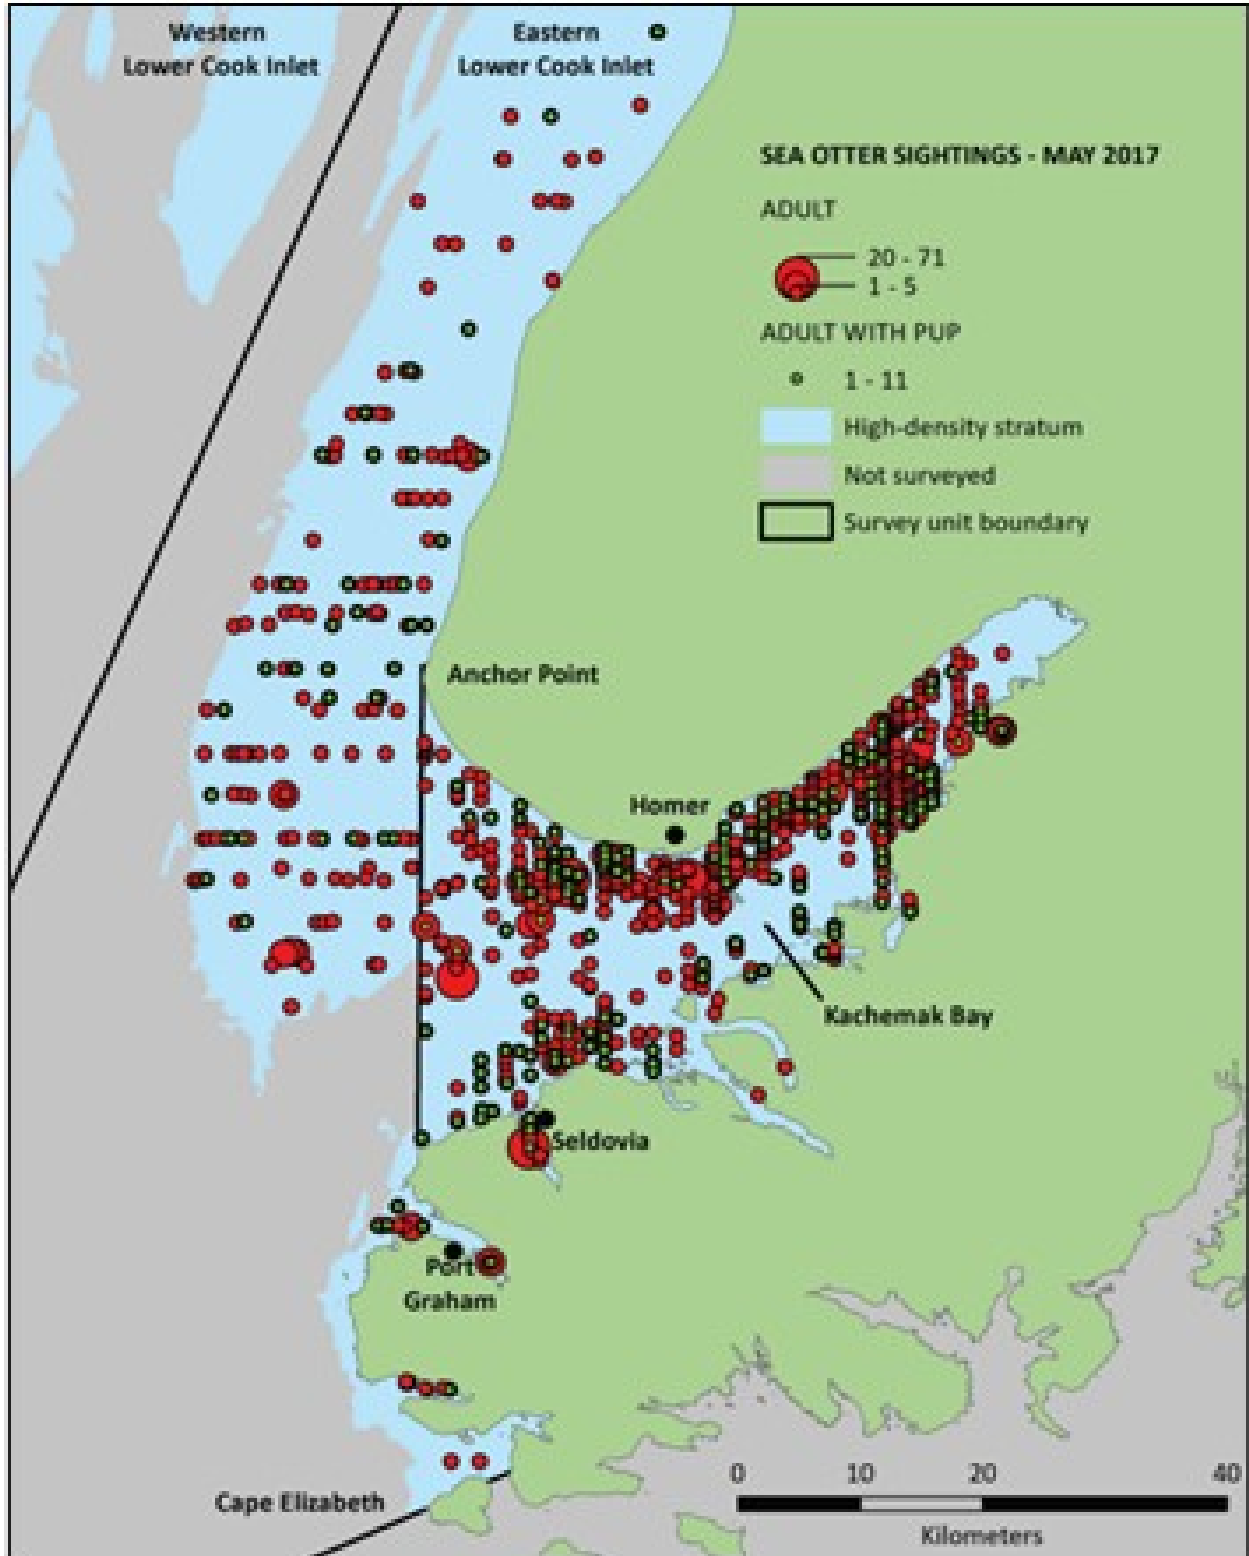 Western
Lower Cook Inlet
Eastern
Lower Cook Inlet
SEA OTTER SIGHTINGS - MAY 2017
ADULT
20 - 71
1 - 5
ADULT WITH PUP
1 - 11
High-density stratum
Not surveyed
Survey unit boundary
Anchor Point
Homer
Kachemak Bay
Seldovia
Port
Graham
Cape Elizabeth
0 10 20 40
Kilometers